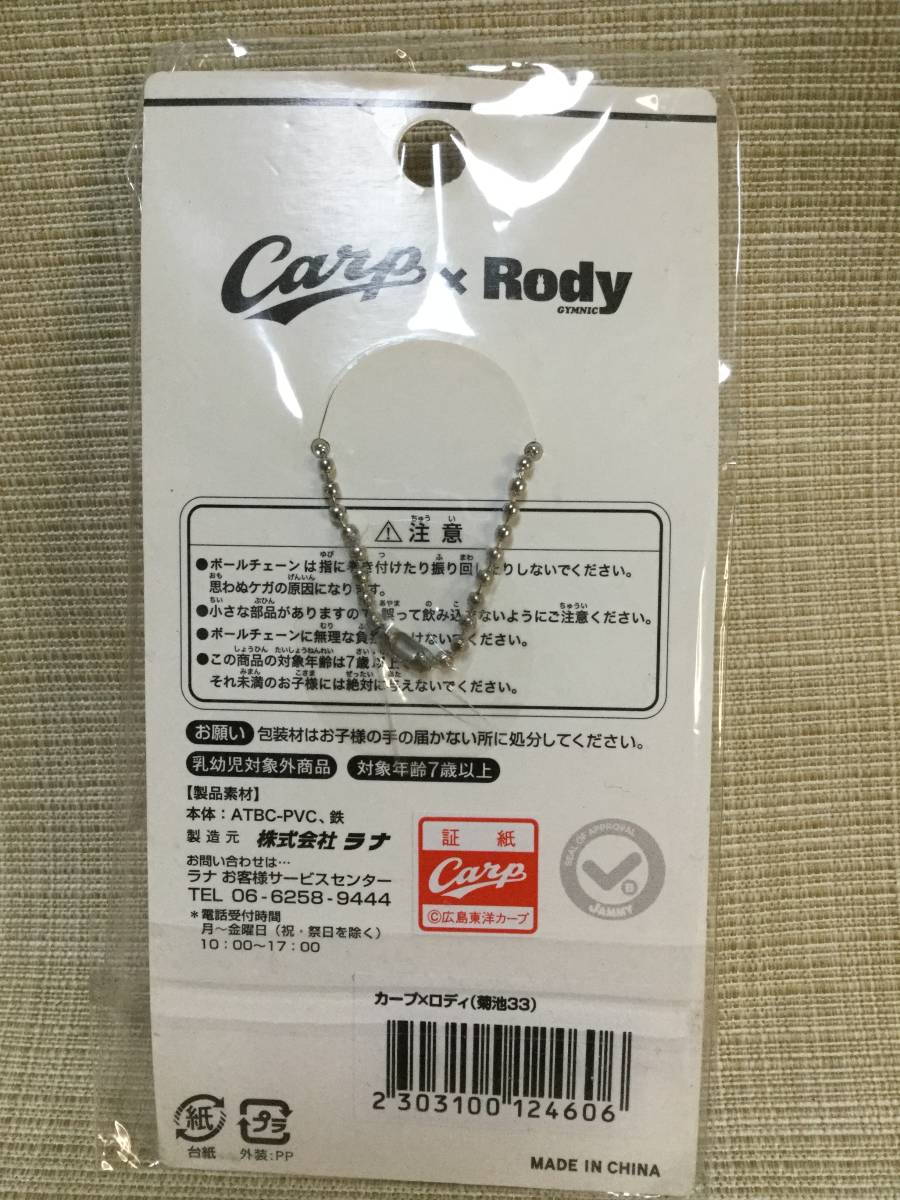 Carp × Rody
GYMNIC
⚠注意
●ボールチェーンは指に き付けたり振り回 たりしないでください。
思わぬケガの原因になります。
●小さな部品がありますので、誤って飲み込 ないようにご注意ください。
●ボールチェーンに無理な負 けないでください。
●この商品の対象年齢は7歳以上
それ未満のお子様には絶対に与えないでください。
お願い 包装材はお子様の手の届かない所に処分してください。
乳幼児対象外商品 対象年齢7歳以上
【製品素材】
本体：ATBC-PVC、鉄
製造元 株式会社 ラナ
お問い合わせは…
ラナ お客様サービスセンター
TEL 06-6258-9444
＊電話受付時間
月～金曜日（祝・祭日を除く）
10：00～17：00
証紙
Carp
©広島東洋カープ
SEAL OF APPROVAL
B
JAMMY
カープ×ロディ(菊池33)
2 303100 124606
紙
台紙
プラ
外装:PP
MADE IN CHINA